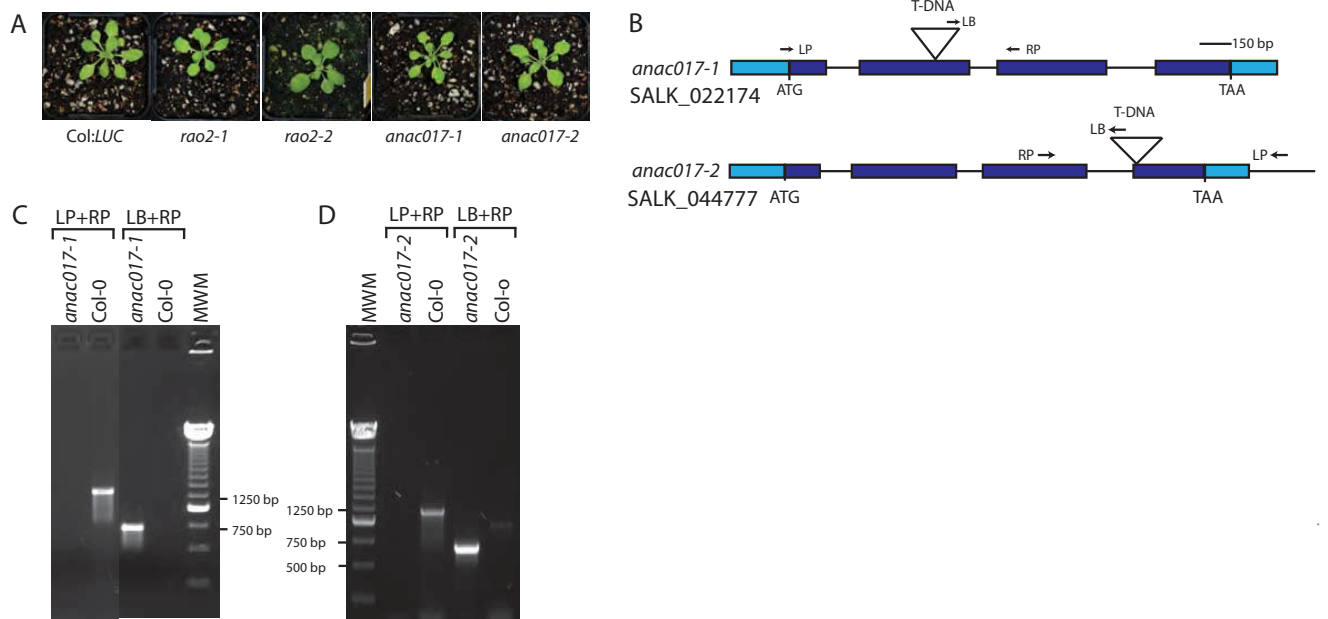 A
Col:LUC
rao2-1
rao2-2
anac017-1
anac017-2
B
T-DNA
LB
LP
RP
150 bp
anac017-1
ATG
TAA
SALK_022174
T-DNA
LB
RP
LP
anac017-2
SALK_044777
ATG
TAA
C
LP+RP
LB+RP
anac017-1
Col-0
anac017-1
Col-0
MWM
1250 bp
750 bp
D
LP+RP
LB+RP
MWM
anac017-2
Col-0
anac017-2
Col-o
1250 bp
750 bp
500 bp